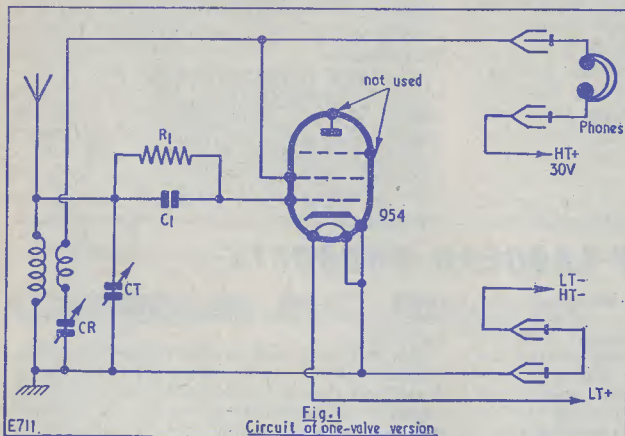 not used
Phones
HT+
30V
R1
C1
954
CR
CT
LT−
HT−
LT+
Fig.1
Circuit of one-valve version
E711